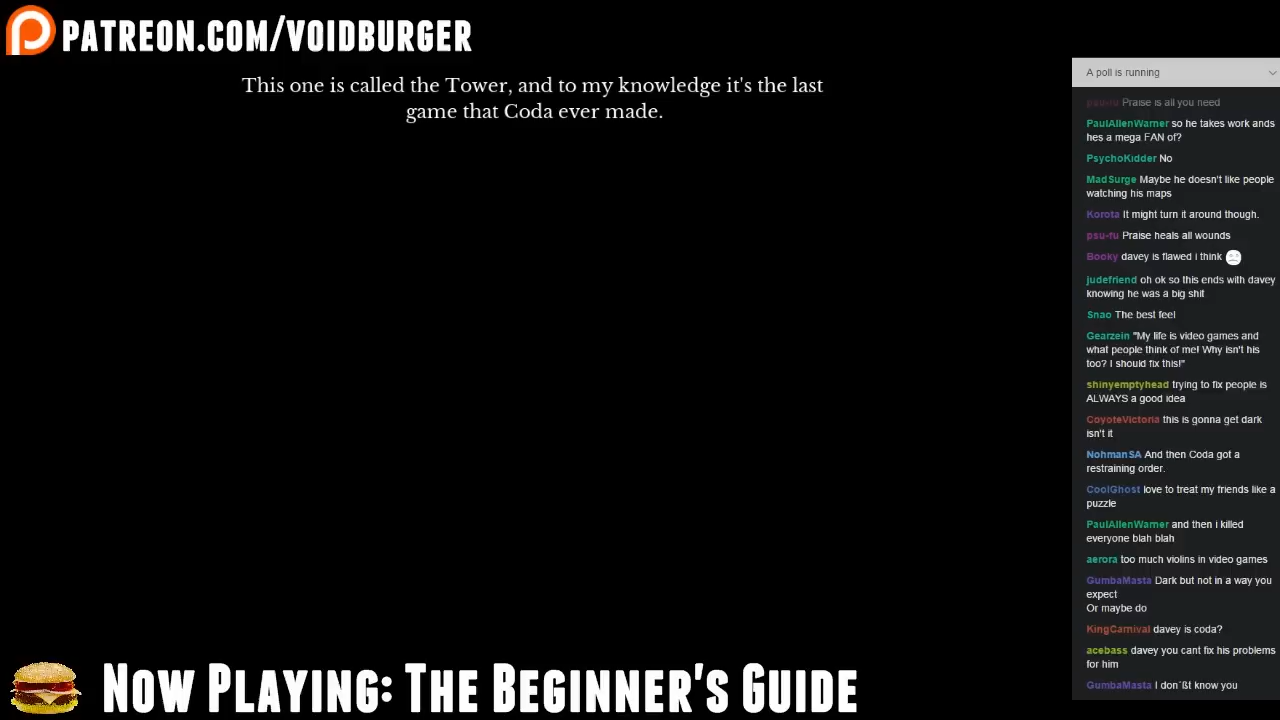 PATREON.COM/VOIDBURGER
This one is called the Tower, and to my knowledge it's the last
game that Coda ever made.
A poll is running
psu-fu Praise is all you need
PaulAllenWarner so he takes work ands
hes a mega FAN of?
PsychoKidder No
MadSurge Maybe he doesn't like people
watching his maps
Korota It might turn it around though.
psu-fu Praise heals all wounds
Booky davey is flawed i think
judefriend oh ok so this ends with davey
knowing he was a big shit
Snao The best feel
Gearzein "My life is video games and
what people think of me! Why isn't his
too? I should fix this!"
shinyemptyhead trying to fix people is
ALWAYS a good idea
CoyoteVictoria this is gonna get dark
isn't it
NohmanSA And then Coda got a
restraining order.
CoolGhost love to treat my friends like a
puzzle
PaulAllenWarner and then i killed
everyone blah blah
aerora too much violins in video games
GumbaMasta Dark but not in a way you
expect
Or maybe do
KingCarnival davey is coda?
acebass davey you cant fix his problems
for him
GumbaMasta I don´ßt know you
NOW PLAYING: THE BEGINNER'S GUIDE